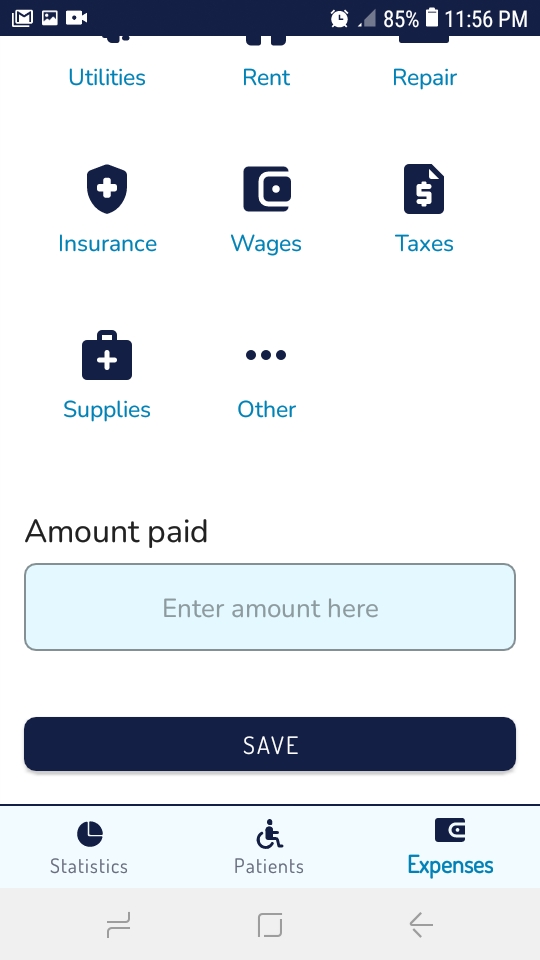 85% 11:56 PM
Utilities Rent Repair
Insurance Wages Taxes
Supplies Other
Amount paid
Enter amount here
SAVE
Statistics Patients Expenses